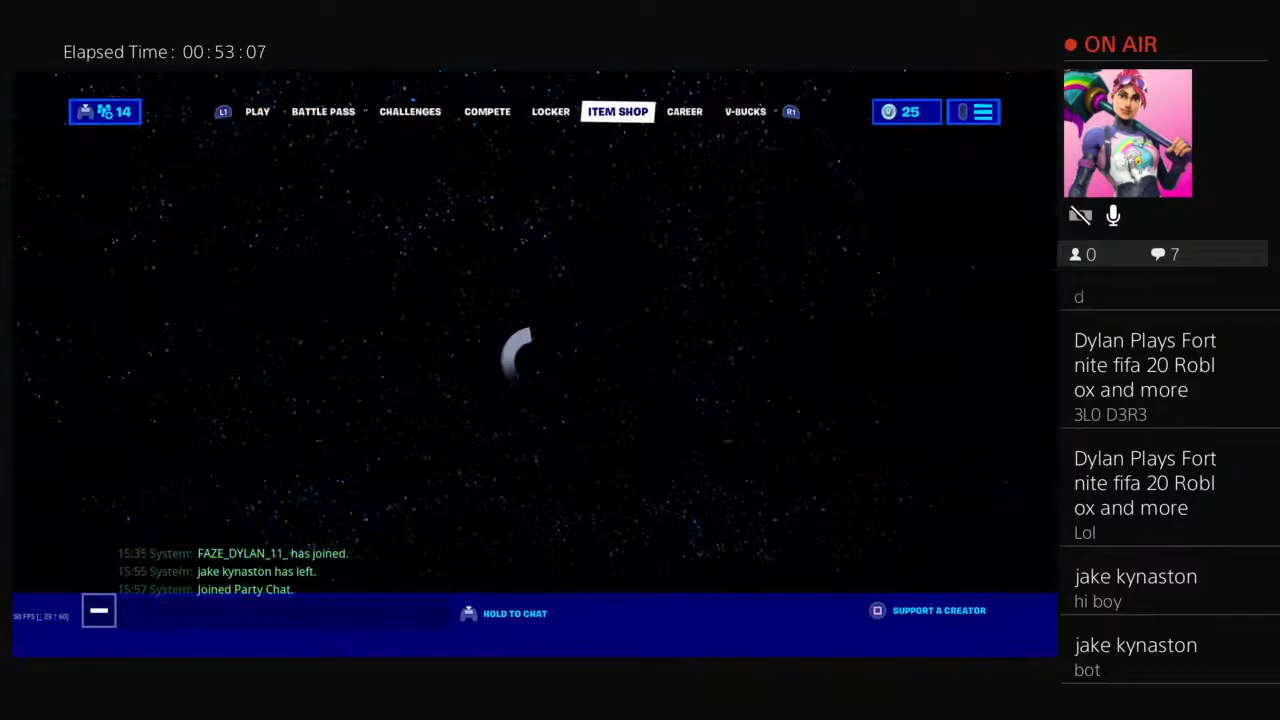 Elapsed Time: 00:53:07
ON AIR
14
L1 PLAY BATTLE PASS CHALLENGES COMPETE LOCKER ITEM SHOP CAREER V-BUCKS R1
25
0 7
d
Dylan Plays Fort
nite fifa 20 Robl
ox and more
3L0 D3R3
Dylan Plays Fort
nite fifa 20 Robl
ox and more
Lol
jake kynaston
hi boy
jake kynaston
bot
15:35 System: FAZE_DYLAN_11_ has joined.
15:55 System: jake kynaston has left.
15:57 System: Joined Party Chat.
HOLD TO CHAT
SUPPORT A CREATOR